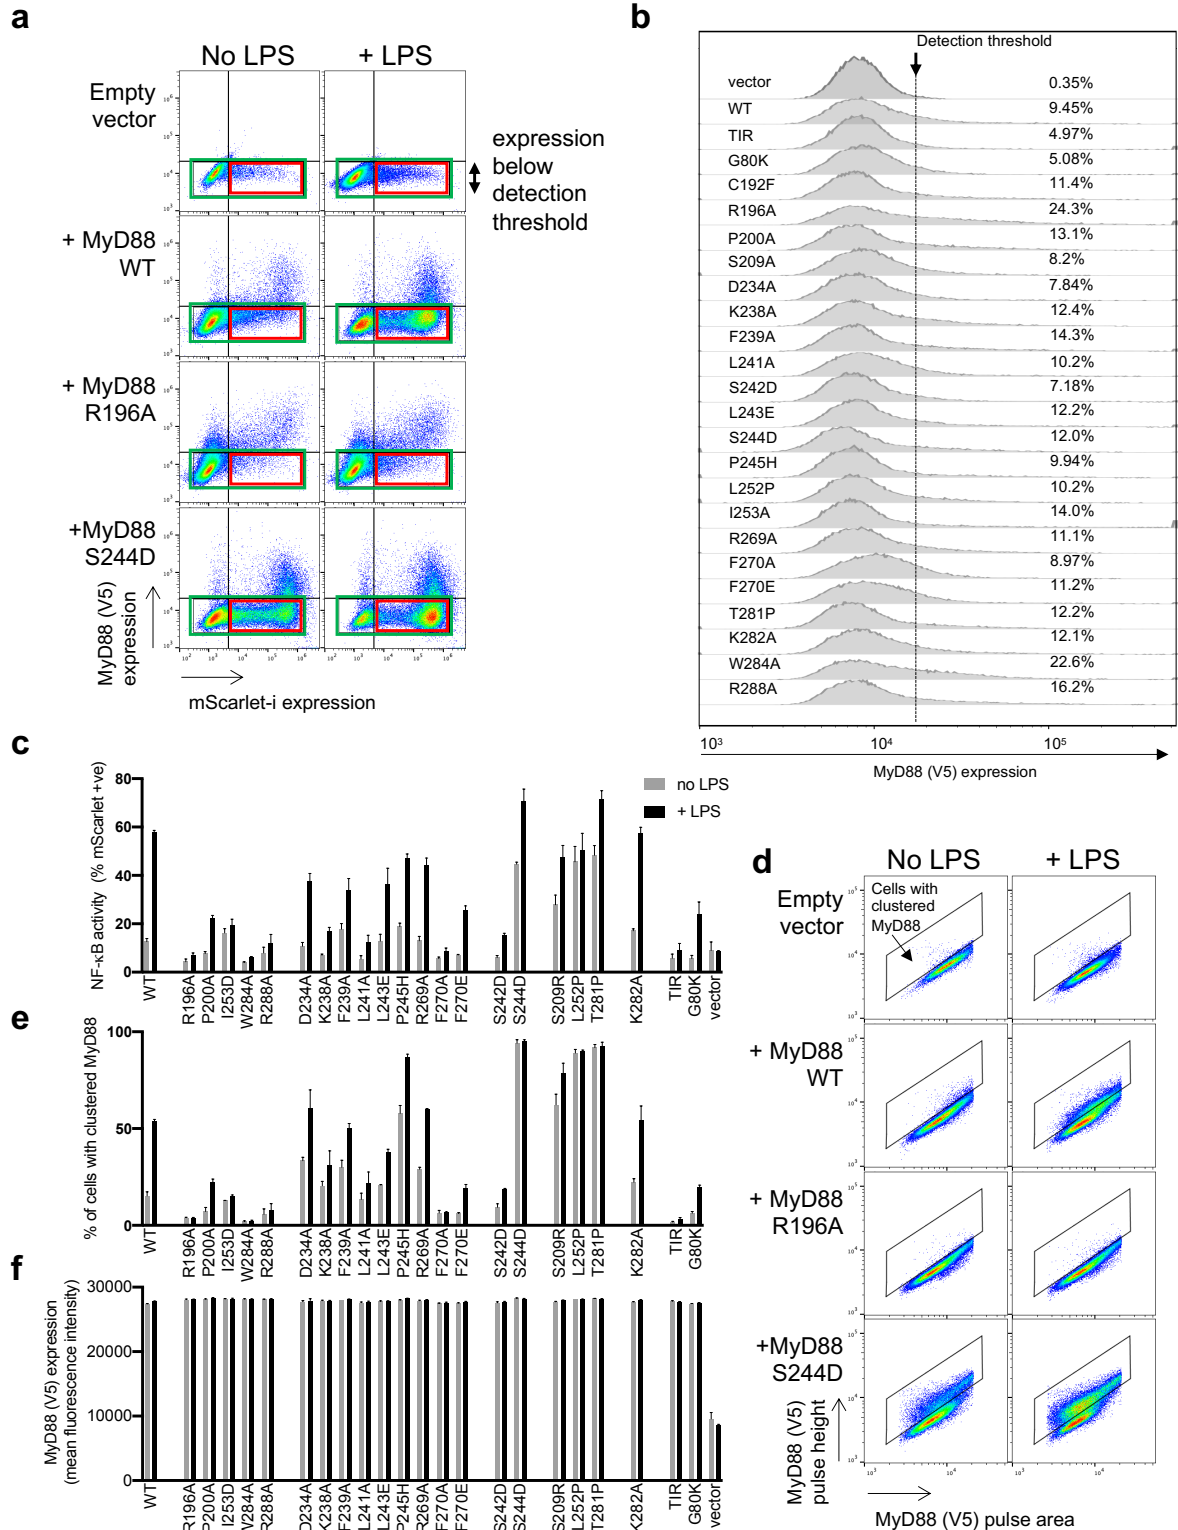 a
No LPS
+ LPS
Empty
vector
expression
below
detection
threshold
+ MyD88
WT
+ MyD88
R196A
+MyD88
S244D
MyD88 (V5)
expression
mScarlet-i expression
b
Detection threshold
vector 0.35%
WT 9.45%
TIR 4.97%
G80K 5.08%
C192F 11.4%
R196A 24.3%
P200A 13.1%
S209A 8.2%
D234A 7.84%
K238A 12.4%
F239A 14.3%
L241A 10.2%
S242D 7.18%
L243E 12.2%
S244D 12.0%
P245H 9.94%
L252P 10.2%
I253A 14.0%
R269A 11.1%
F270A 8.97%
F270E 11.2%
T281P 12.2%
K282A 12.1%
W284A 22.6%
R288A 16.2%
10³ 10⁴ 10⁵
MyD88 (V5) expression
c
NF-κB activity (% mScarlet +ve)
80
60
40
20
0
no LPS
+ LPS
WT R196A P200A I253D W284A R288A D234A K238A F239A L241A L243E P245H R269A F270A F270E S242D S244D S209R L252P T281P K282A TIR G80K vector
d
No LPS
+ LPS
Empty
vector
Cells with
clustered
MyD88
+ MyD88
WT
+ MyD88
R196A
+MyD88
S244D
MyD88 (V5)
pulse height
MyD88 (V5) pulse area
e
% of cells with clustered MyD88
100
50
0
WT R196A P200A I253D W284A R288A D234A K238A F239A L241A L243E P245H R269A F270A F270E S242D S244D S209R L252P T281P K282A TIR G80K
f
MyD88 (V5) expression
(mean fluorescence intensity)
30000
20000
10000
0
WT R196A P200A I253D W284A R288A D234A K238A F239A L241A L243E P245H R269A F270A F270E S242D S244D S209R L252P T281P K282A TIR G80K vector